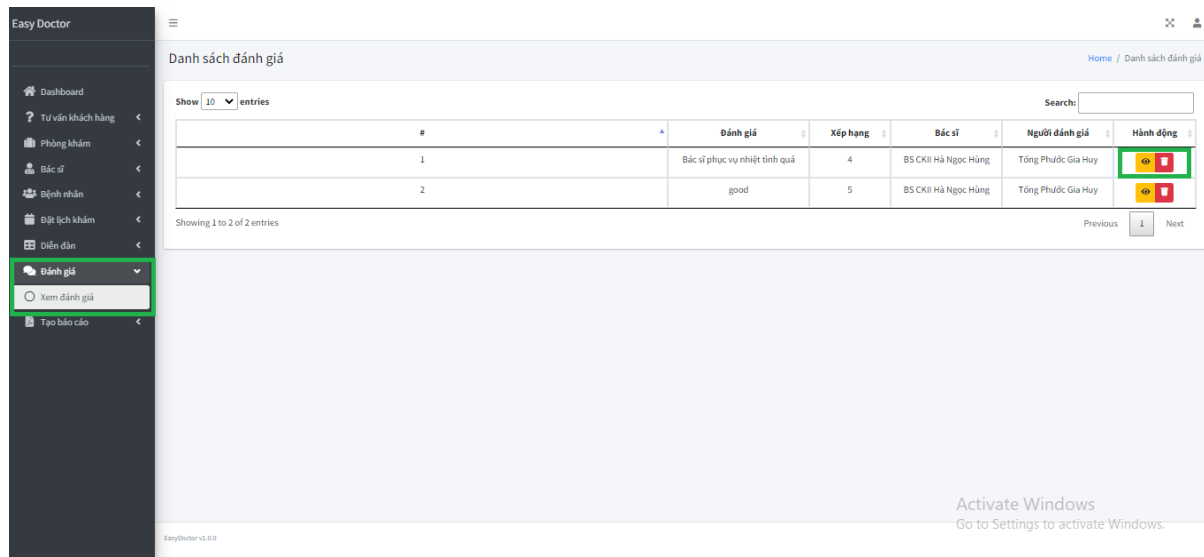 Easy Doctor
Danh sách đánh giá
Home / Danh sách đánh giá
Dashboard
Tư vấn khách hàng
Phòng khám
Bác sĩ
Bệnh nhân
Đặt lịch khám
Diễn đàn
Đánh giá
Xem đánh giá
Tạo báo cáo
Show 10 entries
Search:
# Đánh giá Xếp hạng Bác sĩ Người đánh giá Hành động
1 Bác sĩ phục vụ nhiệt tình quá 4 BS CKII Hà Ngọc Hùng Tống Phước Gia Huy
2 good 5 BS CKII Hà Ngọc Hùng Tống Phước Gia Huy
Showing 1 to 2 of 2 entries
Previous 1 Next
Activate Windows
Go to Settings to activate Windows.
EasyDoctor v1.0.0